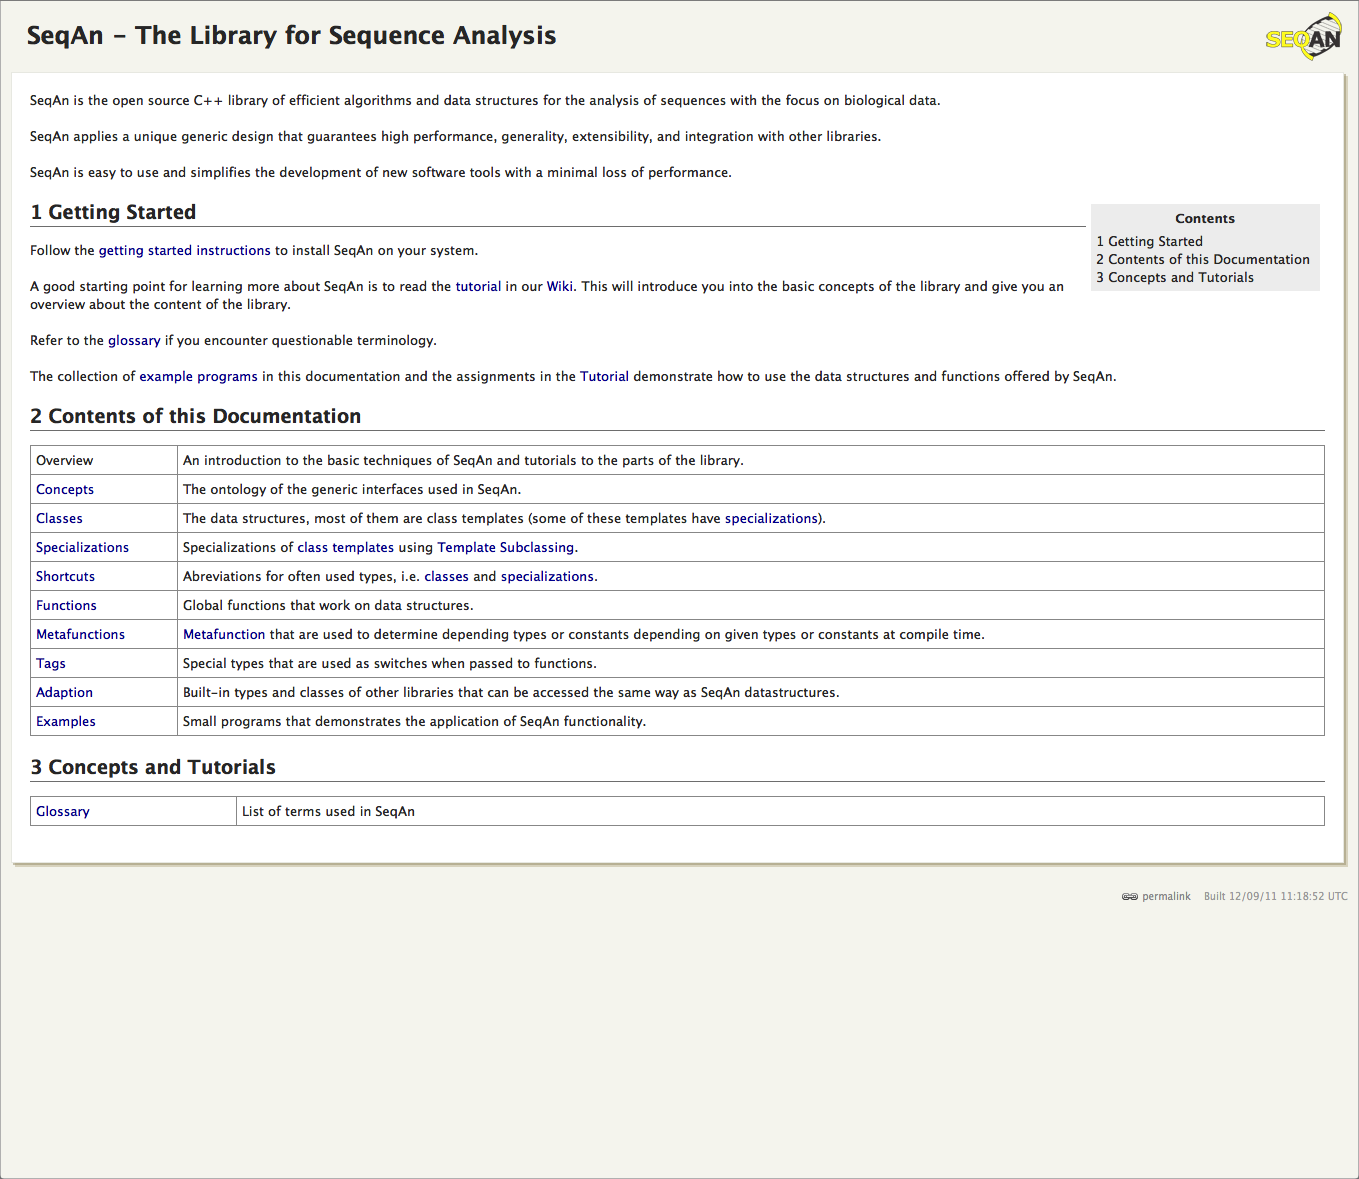 SeqAn - The Library for Sequence Analysis
SEQAN
SeqAn is the open source C++ library of efficient algorithms and data structures for the analysis of sequences with the focus on biological data.
SeqAn applies a unique generic design that guarantees high performance, generality, extensibility, and integration with other libraries.
SeqAn is easy to use and simplifies the development of new software tools with a minimal loss of performance.
1 Getting Started
Contents
1 Getting Started
2 Contents of this Documentation
3 Concepts and Tutorials
Follow the getting started instructions to install SeqAn on your system.
A good starting point for learning more about SeqAn is to read the tutorial in our Wiki. This will introduce you into the basic concepts of the library and give you an
overview about the content of the library.
Refer to the glossary if you encounter questionable terminology.
The collection of example programs in this documentation and the assignments in the Tutorial demonstrate how to use the data structures and functions offered by SeqAn.
2 Contents of this Documentation
Overview An introduction to the basic techniques of SeqAn and tutorials to the parts of the library.
Concepts The ontology of the generic interfaces used in SeqAn.
Classes The data structures, most of them are class templates (some of these templates have specializations).
Specializations Specializations of class templates using Template Subclassing.
Shortcuts Abreviations for often used types, i.e. classes and specializations.
Functions Global functions that work on data structures.
Metafunctions Metafunction that are used to determine depending types or constants depending on given types or constants at compile time.
Tags Special types that are used as switches when passed to functions.
Adaption Built-in types and classes of other libraries that can be accessed the same way as SeqAn datastructures.
Examples Small programs that demonstrates the application of SeqAn functionality.
3 Concepts and Tutorials
Glossary List of terms used in SeqAn
permalink Built 12/09/11 11:18:52 UTC